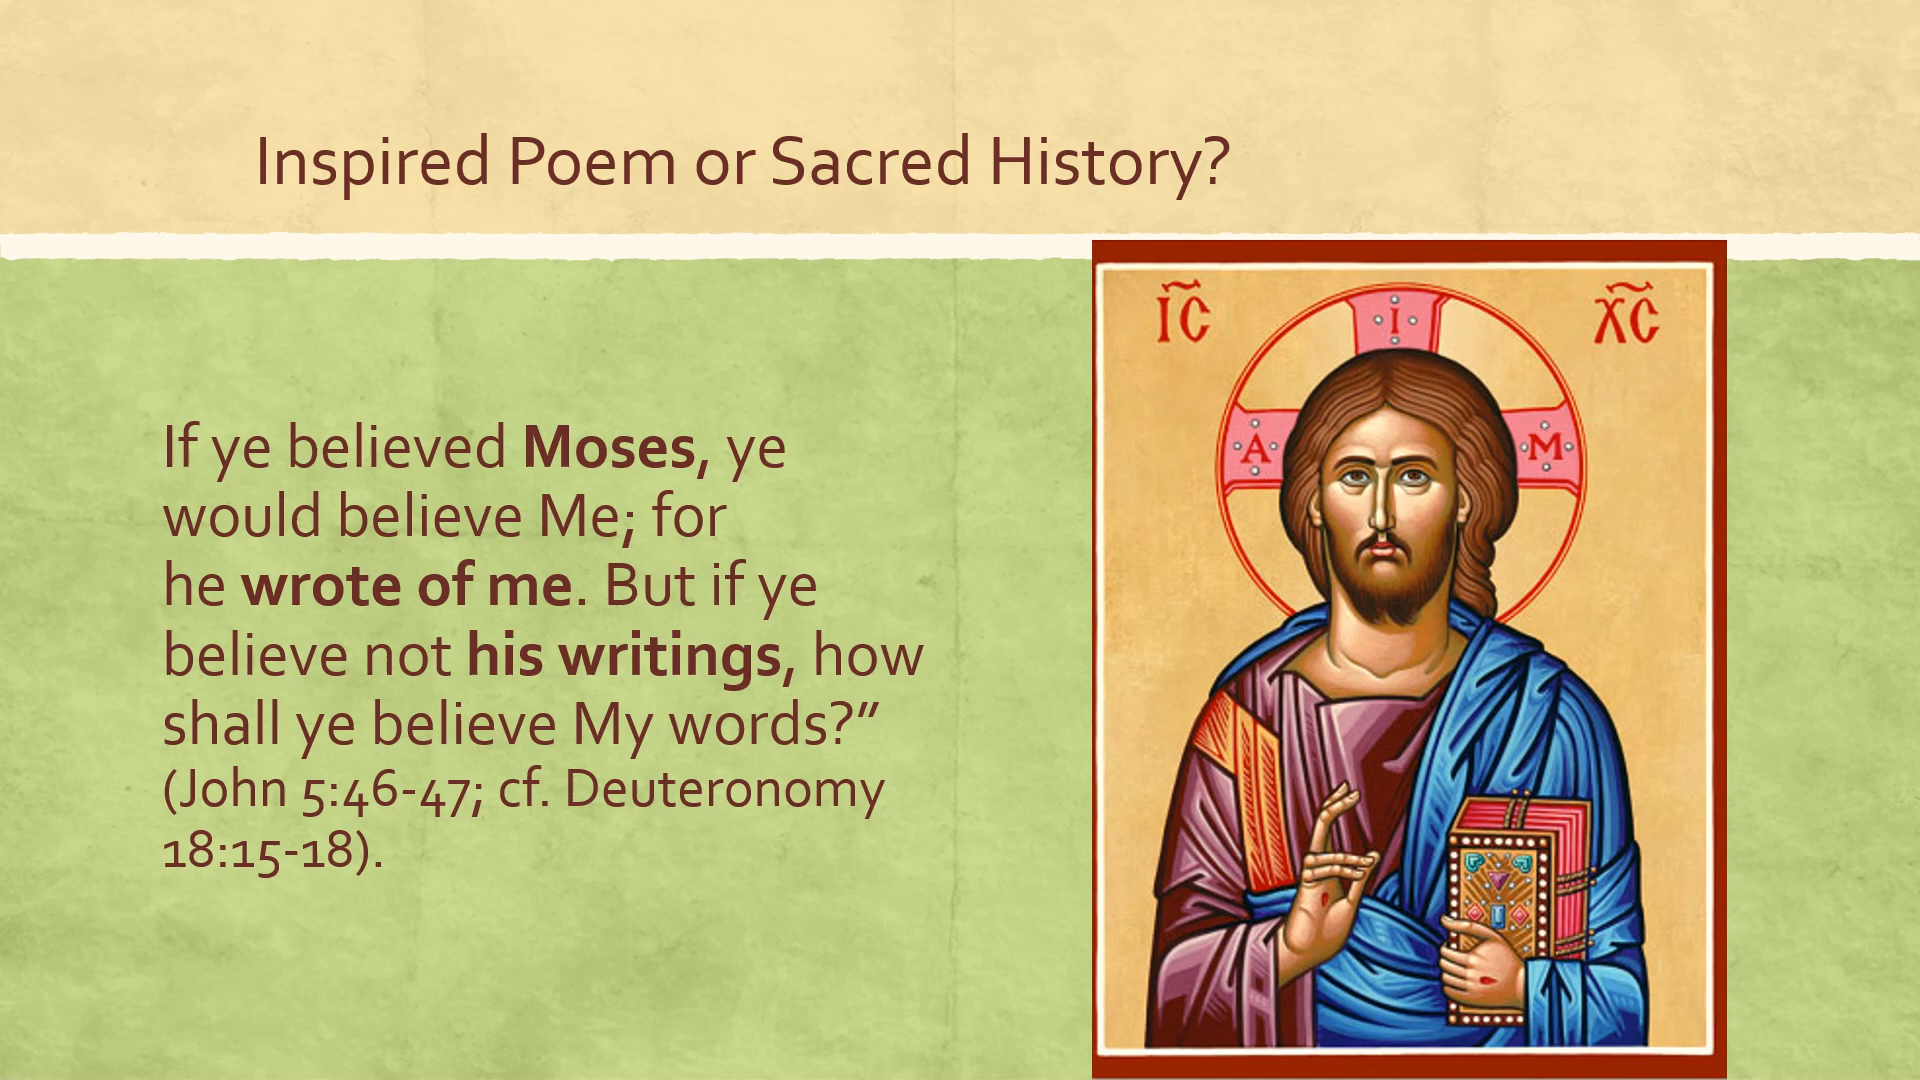 Inspired Poem or Sacred History?
If ye believed Moses, ye
would believe Me; for
he wrote of me. But if ye
believe not his writings, how
shall ye believe My words?”
(John 5:46-47; cf. Deuteronomy
18:15-18).
IC XC
I
A M